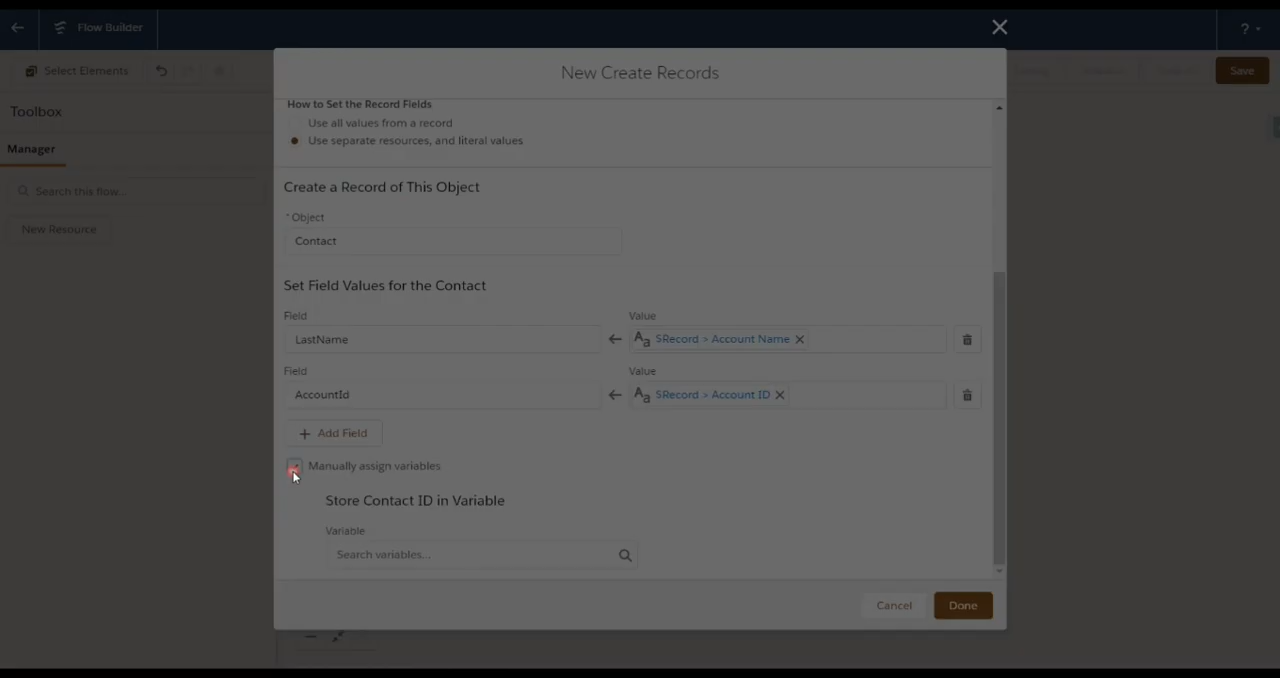 Flow Builder
?
Select Elements
Save
New Create Records
Toolbox
Manager
Search this flow...
New Resource
How to Set the Record Fields
Use all values from a record
Use separate resources, and literal values
Create a Record of This Object
* Object
Contact
Set Field Values for the Contact
Field Value
LastName Aa $Record > Account Name
Field Value
AccountId Aa $Record > Account ID
+ Add Field
Manually assign variables
Store Contact ID in Variable
Variable
Search variables...
Cancel Done